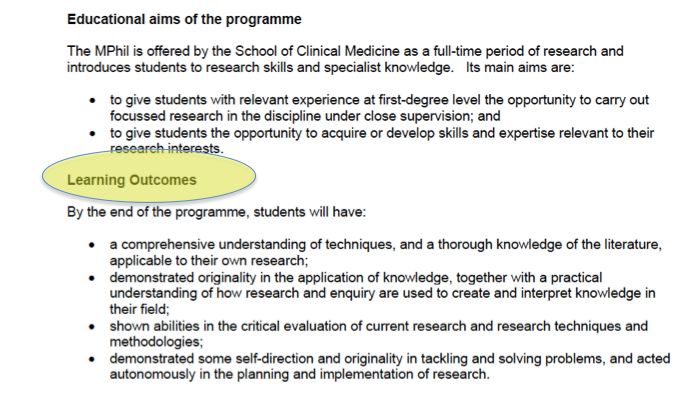 Educational aims of the programme
The MPhil is offered by the School of Clinical Medicine as a full-time period of research and
introduces students to research skills and specialist knowledge.  Its main aims are:
• to give students with relevant experience at first-degree level the opportunity to carry out
focussed research in the discipline under close supervision; and
• to give students the opportunity to acquire or develop skills and expertise relevant to their
research interests.
Learning Outcomes
By the end of the programme, students will have:
• a comprehensive understanding of techniques, and a thorough knowledge of the literature,
applicable to their own research;
• demonstrated originality in the application of knowledge, together with a practical
understanding of how research and enquiry are used to create and interpret knowledge in
their field;
• shown abilities in the critical evaluation of current research and research techniques and
methodologies;
• demonstrated some self-direction and originality in tackling and solving problems, and acted
autonomously in the planning and implementation of research.